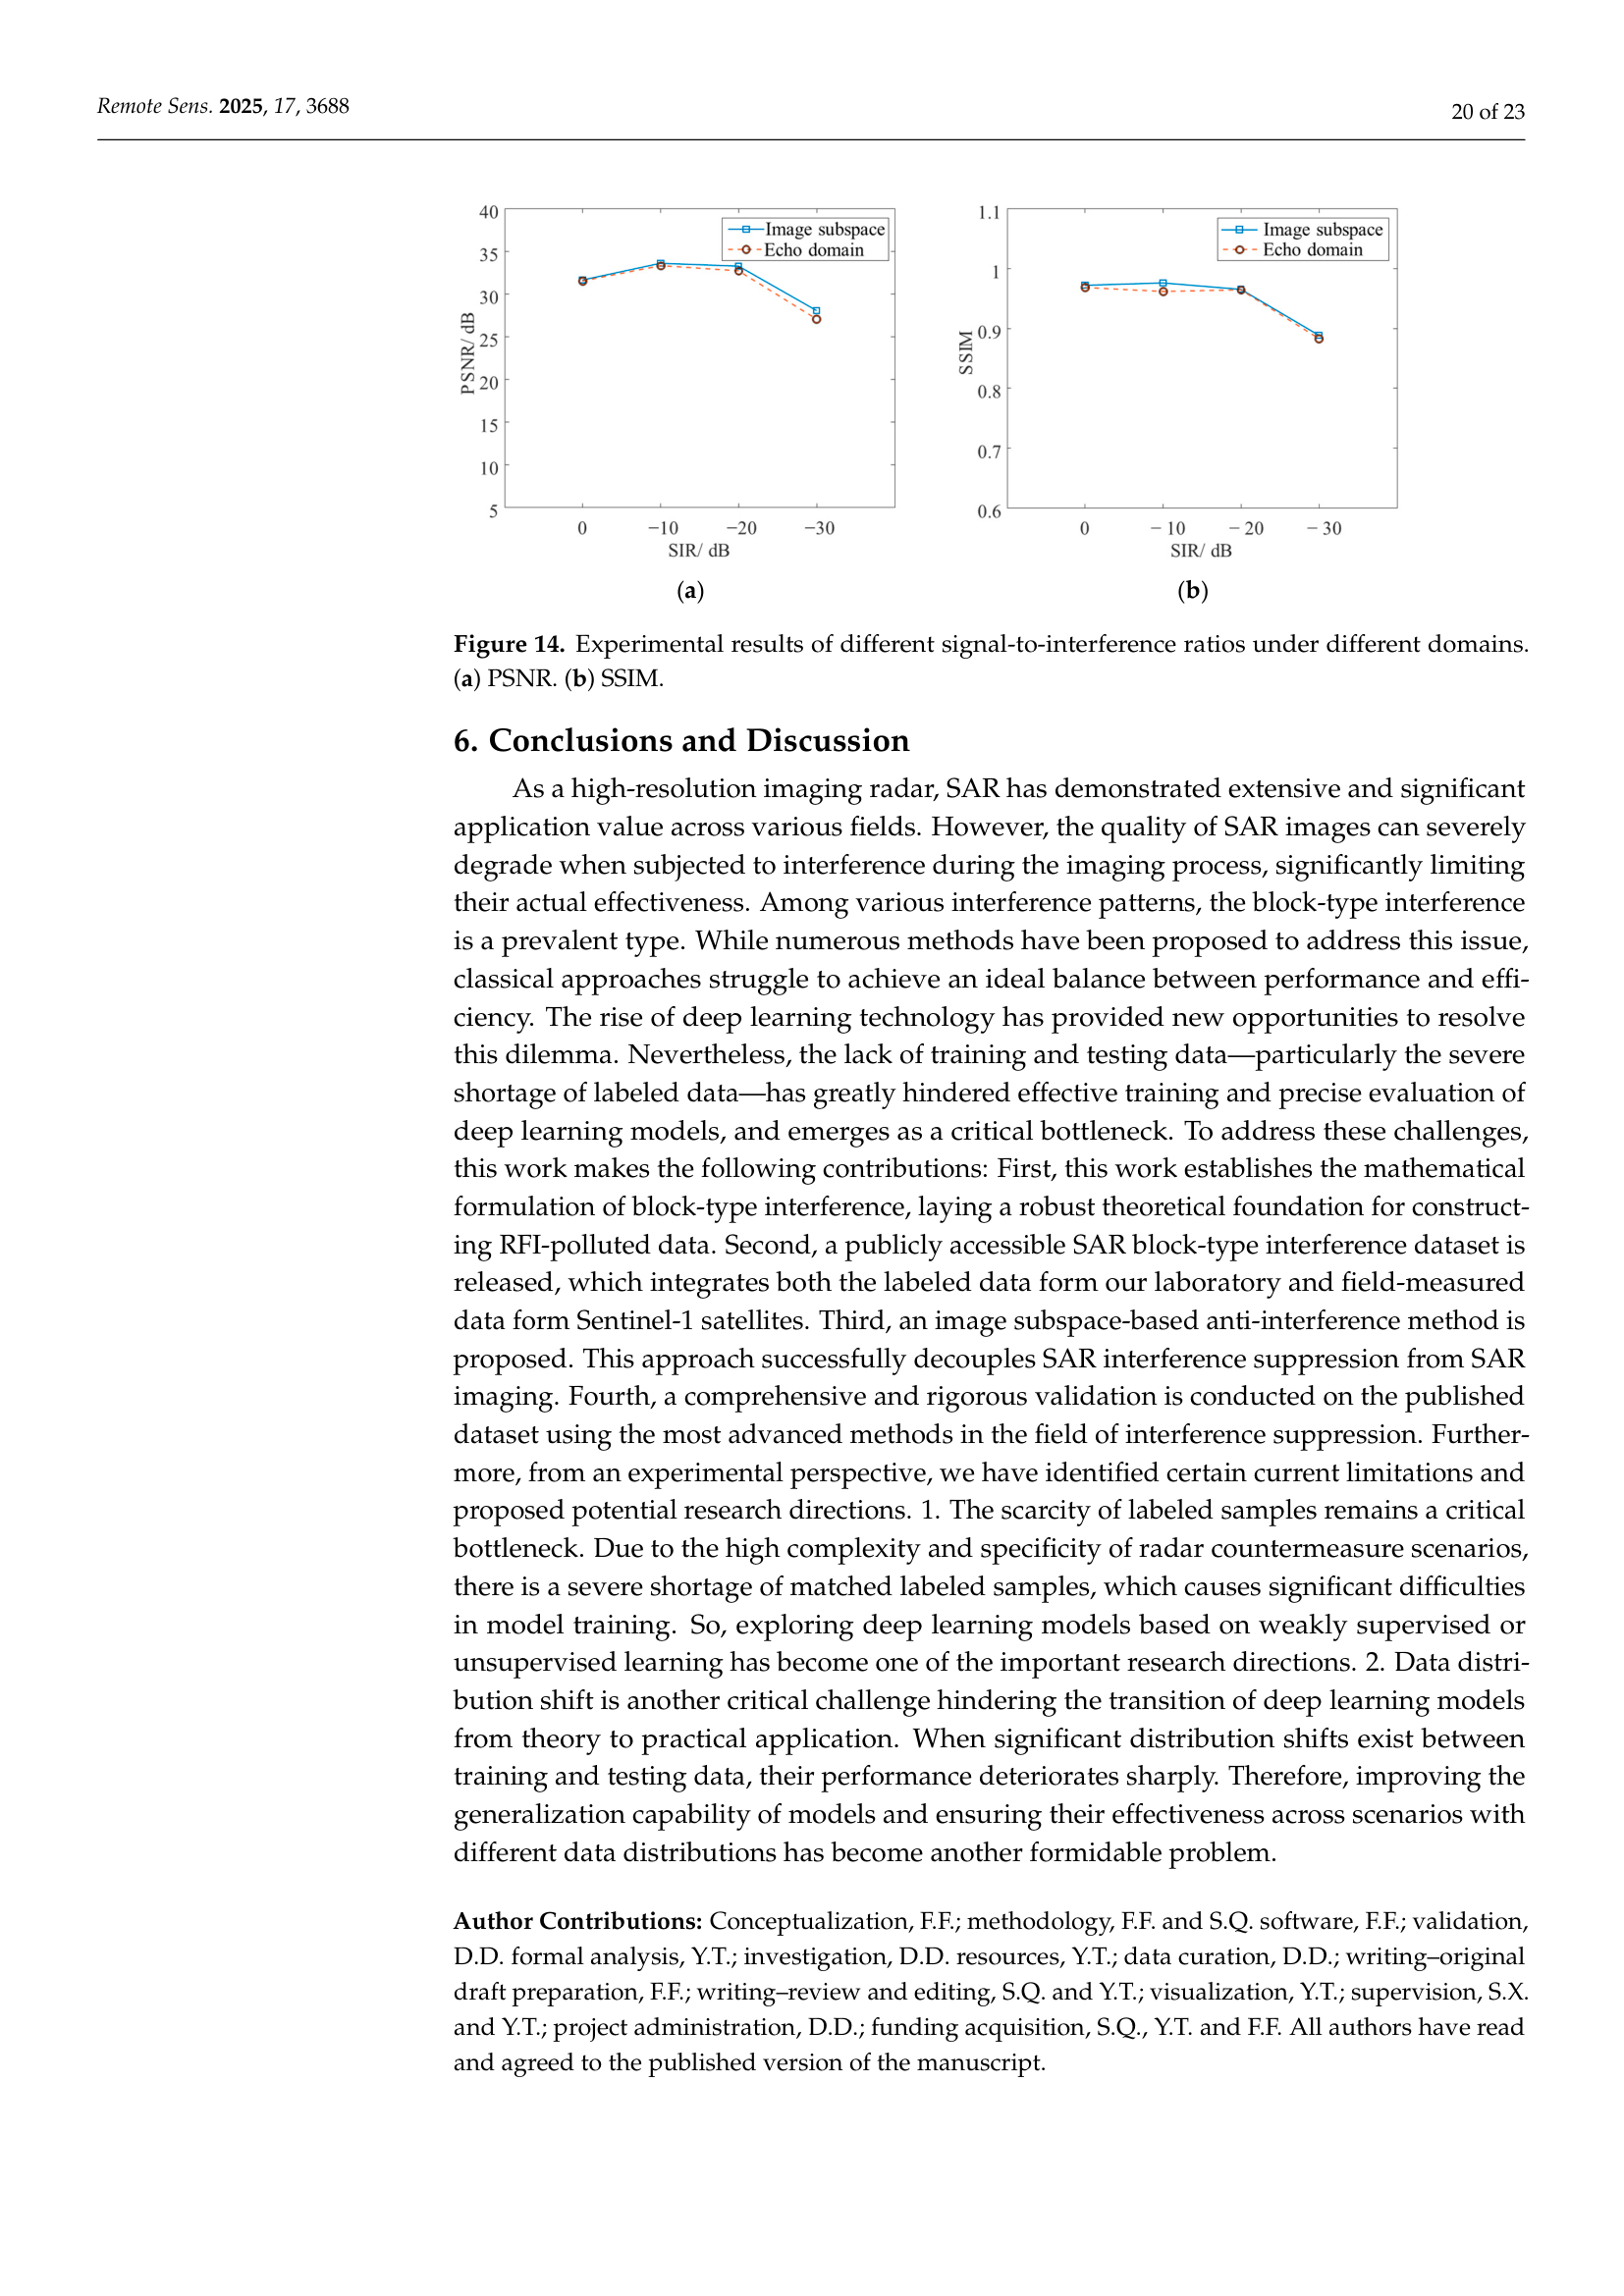 Remote Sens. 2025, 17, 3688
20 of 23
40
35
30
25
20
15
10
5
PSNR/ dB
Image subspace
Echo domain
0 −10 −20 −30
SIR/ dB
(a)
1.1
1
0.9
0.8
0.7
0.6
SSIM
Image subspace
Echo domain
0 −10 −20 −30
SIR/ dB
(b)
Figure 14. Experimental results of different signal-to-interference ratios under different domains.
(a) PSNR. (b) SSIM.
6. Conclusions and Discussion
As a high-resolution imaging radar, SAR has demonstrated extensive and significant
application value across various fields. However, the quality of SAR images can severely
degrade when subjected to interference during the imaging process, significantly limiting
their actual effectiveness. Among various interference patterns, the block-type interference
is a prevalent type. While numerous methods have been proposed to address this issue,
classical approaches struggle to achieve an ideal balance between performance and effi-
ciency. The rise of deep learning technology has provided new opportunities to resolve
this dilemma. Nevertheless, the lack of training and testing data—particularly the severe
shortage of labeled data—has greatly hindered effective training and precise evaluation of
deep learning models, and emerges as a critical bottleneck. To address these challenges,
this work makes the following contributions: First, this work establishes the mathematical
formulation of block-type interference, laying a robust theoretical foundation for construct-
ing RFI-polluted data. Second, a publicly accessible SAR block-type interference dataset is
released, which integrates both the labeled data form our laboratory and field-measured
data form Sentinel-1 satellites. Third, an image subspace-based anti-interference method is
proposed. This approach successfully decouples SAR interference suppression from SAR
imaging. Fourth, a comprehensive and rigorous validation is conducted on the published
dataset using the most advanced methods in the field of interference suppression. Further-
more, from an experimental perspective, we have identified certain current limitations and
proposed potential research directions. 1. The scarcity of labeled samples remains a critical
bottleneck. Due to the high complexity and specificity of radar countermeasure scenarios,
there is a severe shortage of matched labeled samples, which causes significant difficulties
in model training. So, exploring deep learning models based on weakly supervised or
unsupervised learning has become one of the important research directions. 2. Data distri-
bution shift is another critical challenge hindering the transition of deep learning models
from theory to practical application. When significant distribution shifts exist between
training and testing data, their performance deteriorates sharply. Therefore, improving the
generalization capability of models and ensuring their effectiveness across scenarios with
different data distributions has become another formidable problem.
Author Contributions: Conceptualization, F.F.; methodology, F.F. and S.Q. software, F.F.; validation,
D.D. formal analysis, Y.T.; investigation, D.D. resources, Y.T.; data curation, D.D.; writing–original
draft preparation, F.F.; writing–review and editing, S.Q. and Y.T.; visualization, Y.T.; supervision, S.X.
and Y.T.; project administration, D.D.; funding acquisition, S.Q., Y.T. and F.F. All authors have read
and agreed to the published version of the manuscript.